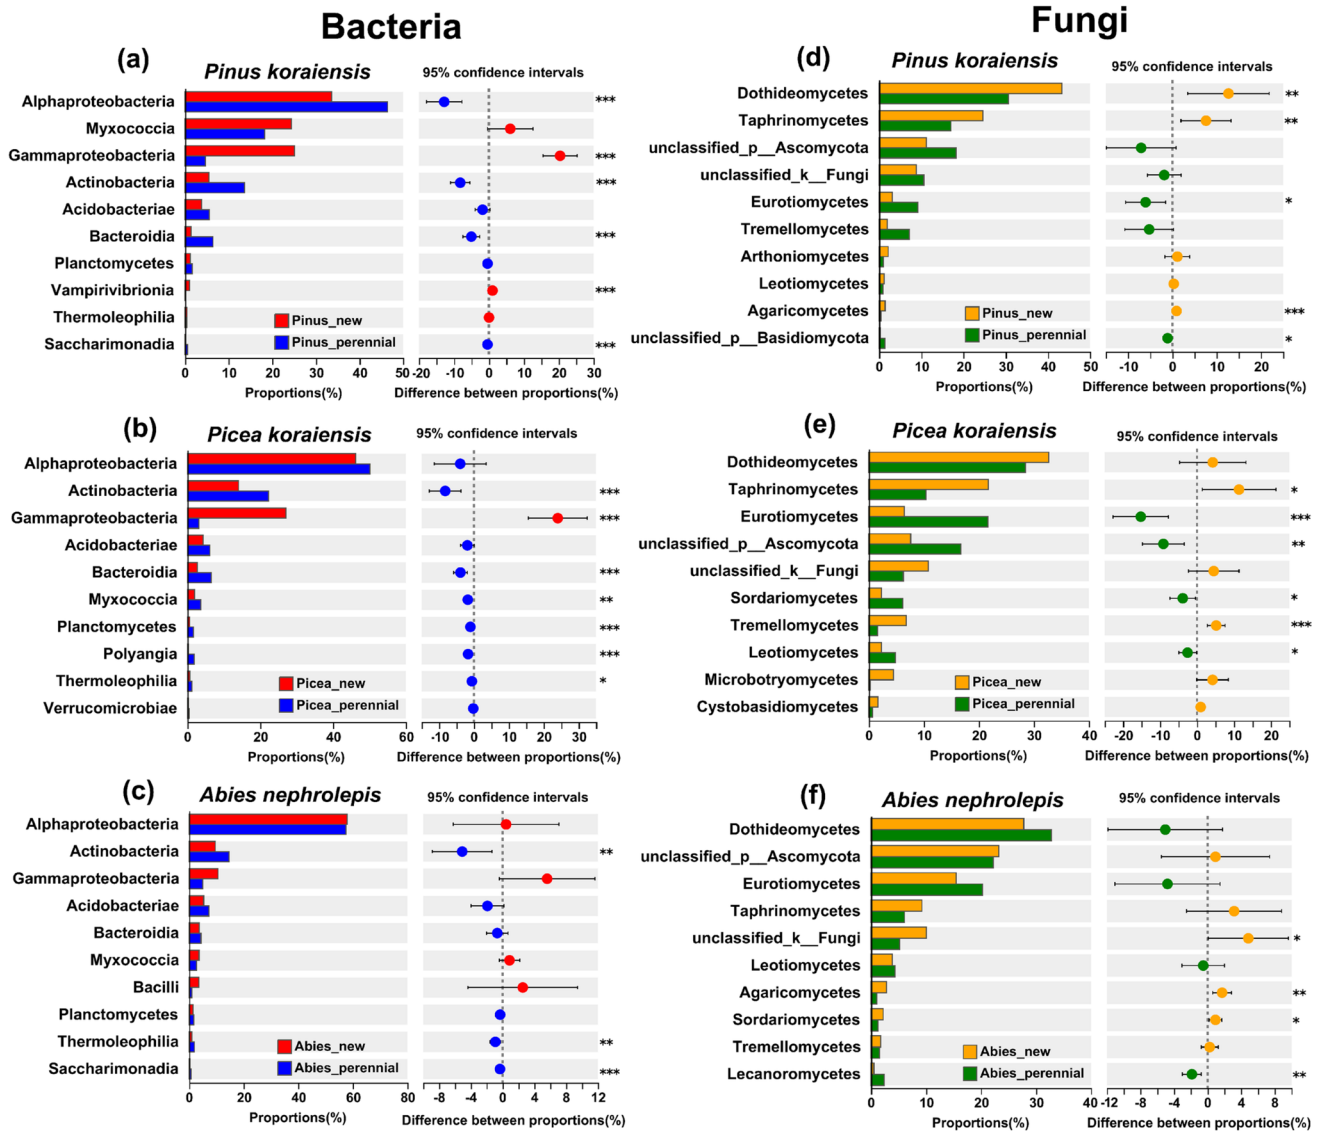 Bacteria
Fungi
(a)
Pinus koraiensis
95% confidence intervals
Alphaproteobacteria
***
Myxococcia
Gammaproteobacteria
***
Actinobacteria
***
Acidobacteriae
Bacteroidia
***
Planctomycetes
Vampirivibrionia
***
Thermoleophilia
Saccharimonadia
***
Pinus_new
Pinus_perennial
0 10 20 30 40 50
-20 -10 0 10 20 30
Proportions(%)
Difference between proportions(%)
(d)
Pinus koraiensis
95% confidence intervals
Dothideomycetes
**
Taphrinomycetes
**
unclassified_p__Ascomycota
unclassified_k__Fungi
Eurotiomycetes
*
Tremellomycetes
Arthoniomycetes
Leotiomycetes
Agaricomycetes
***
unclassified_p__Basidiomycota
*
Pinus_new
Pinus_perennial
0 10 20 30 40 50
-10 0 10 20
Proportions(%)
Difference between proportions(%)
(b)
Picea koraiensis
95% confidence intervals
Alphaproteobacteria
Actinobacteria
***
Gammaproteobacteria
***
Acidobacteriae
Bacteroidia
***
Myxococcia
**
Planctomycetes
***
Polyangia
***
Thermoleophilia
*
Verrucomicrobiae
Picea_new
Picea_perennial
0 20 40 60
-10 0 10 20 30
Proportions(%)
Difference between proportions(%)
(e)
Picea koraiensis
95% confidence intervals
Dothideomycetes
Taphrinomycetes
*
Eurotiomycetes
***
unclassified_p__Ascomycota
**
unclassified_k__Fungi
Sordariomycetes
*
Tremellomycetes
***
Leotiomycetes
*
Microbotryomycetes
Cystobasidiomycetes
Picea_new
Picea_perennial
0 10 20 30 40
-20 -10 0 10 20
Proportions(%)
Difference between proportions(%)
(c)
Abies nephrolepis
95% confidence intervals
Alphaproteobacteria
Actinobacteria
**
Gammaproteobacteria
Acidobacteriae
Bacteroidia
Myxococcia
Bacilli
Planctomycetes
Thermoleophilia
**
Saccharimonadia
***
Abies_new
Abies_perennial
0 20 40 60 80
-8 -4 0 4 8 12
Proportions(%)
Difference between proportions(%)
(f)
Abies nephrolepis
95% confidence intervals
Dothideomycetes
unclassified_p__Ascomycota
Eurotiomycetes
Taphrinomycetes
unclassified_k__Fungi
*
Leotiomycetes
Agaricomycetes
**
Sordariomycetes
*
Tremellomycetes
Lecanoromycetes
**
Abies_new
Abies_perennial
0 10 20 30 40
-12 -8 -4 0 4 8
Proportions(%)
Difference between proportions(%)